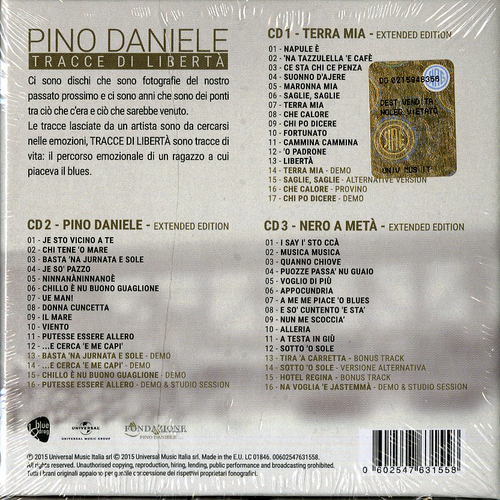 PINO DANIELE
TRACCE DI LIBERTÀ
Ci sono dischi che sono fotografie del nostro
passato prossimo e ci sono anni che sono dei ponti
tra ciò che c'era e ciò che sarebbe venuto.
Le tracce lasciate da un artista sono da cercarsi
nelle emozioni, TRACCE DI LIBERTÀ sono tracce di
vita: il percorso emozionale di un ragazzo a cui
piaceva il blues.
CD 1 - TERRA MIA - EXTENDED EDITION
01 - NAPULE È
02 - 'NA TAZZULELLA 'E CAFÈ
03 - CE STA CHI CE PENZA
04 - SUONNO D'AJERE
05 - MARONNA MIA
06 - SAGLIE, SAGLIE
07 - TERRA MIA
08 - CHE CALORE
09 - CHI PO DICERE
10 - FORTUNATO
11 - CAMMINA CAMMINA
12 - 'O PADRONE
13 - LIBERTÀ
14 - TERRA MIA - DEMO
15 - SAGLIE, SAGLIE - ALTERNATIVE VERSION
16 - CHE CALORE - PROVINO
17 - CHI PO DICERE - DEMO
DEST.VENDITA
NOLEG.VIETATO
SIAE
UNIV MUS IT
CD 2 - PINO DANIELE - EXTENDED EDITION
01 - JE STO VICINO A TE
02 - CHI TENE 'O MARE
03 - BASTA 'NA JURNATA E SOLE
04 - JE SO' PAZZO
05 - NINNANÀNINNANOÈ
06 - CHILLO È NU BUONO GUAGLIONE
07 - UE MAN!
08 - DONNA CUNCETTA
09 - IL MARE
10 - VIENTO
11 - PUTESSE ESSERE ALLERO
12 - ...E CERCA 'E ME CAPI'
13 - BASTA 'NA JURNATA E SOLE - DEMO
14 - ...E CERCA 'E ME CAPI' - DEMO
15 - CHILLO È NU BUONO GUAGLIONE - DEMO
16 - PUTESSE ESSERE ALLERO - DEMO & STUDIO SESSION
CD 3 - NERO A METÀ - EXTENDED EDITION
01 - I SAY I' STO CCÀ
02 - MUSICA MUSICA
03 - QUANNO CHIOVE
04 - PUOZZE PASSA' NU GUAIO
05 - VOGLIO DI PIÙ
06 - APPOCUNDRIA
07 - A ME ME PIACE 'O BLUES
08 - E SO' CUNTENTO 'E STA'
09 - NUN ME SCOCCIA'
10 - ALLERIA
11 - A TESTA IN GIÙ
12 - SOTTO 'O SOLE
13 - TIRA 'A CARRETTA - BONUS TRACK
14 - SOTTO 'O SOLE - VERSIONE ALTERNATIVA
15 - HOTEL REGINA - BONUS TRACK
16 - NA VOGLIA 'E JASTEMMÀ - DEMO & STUDIO SESSION
blue drag
UNIVERSAL
UNIVERSAL MUSIC GROUP
FONDAZIONE
PINO DANIELE
℗ 2015 Universal Music Italia srl © 2015 Universal Music Italia srl. Made in the E.U. LC 01846. 00602547631558.
All rights reserved. Unauthorised copying, reproduction, hiring, lending, public performance and broadcasting prohibited.
Tutti i brani originali appaiono per gentile concessione dei rispettivi proprietari fonografici.
0 602547 631558